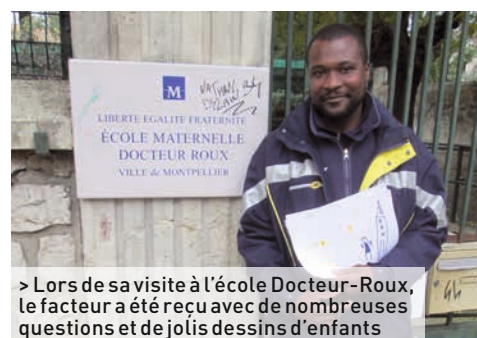 M
LIBERTE EGALITE FRATERNITE
ÉCOLE MATERNELLE
DOCTEUR ROUX
VILLE de MONTPELLIER
> Lors de sa visite à l'école Docteur-Roux,
le facteur a été reçu avec de nombreuses
questions et de jolis dessins d'enfants